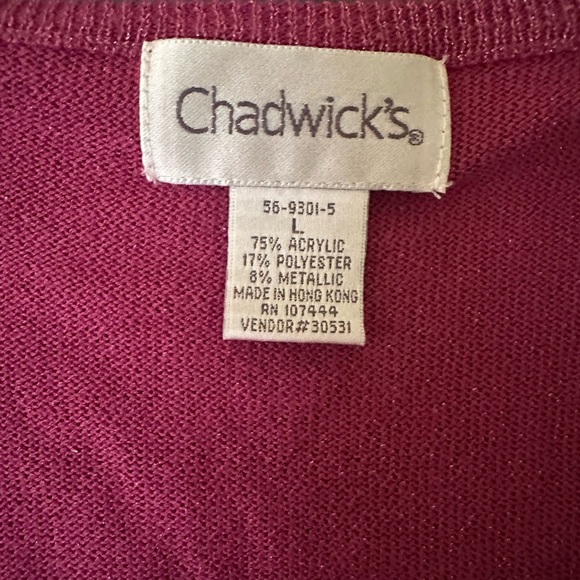 Chadwick's®
56-9301-5
L
75% ACRYLIC
17% POLYESTER
8% METALLIC
MADE IN HONG KONG
RN 107444
VENDOR#30531